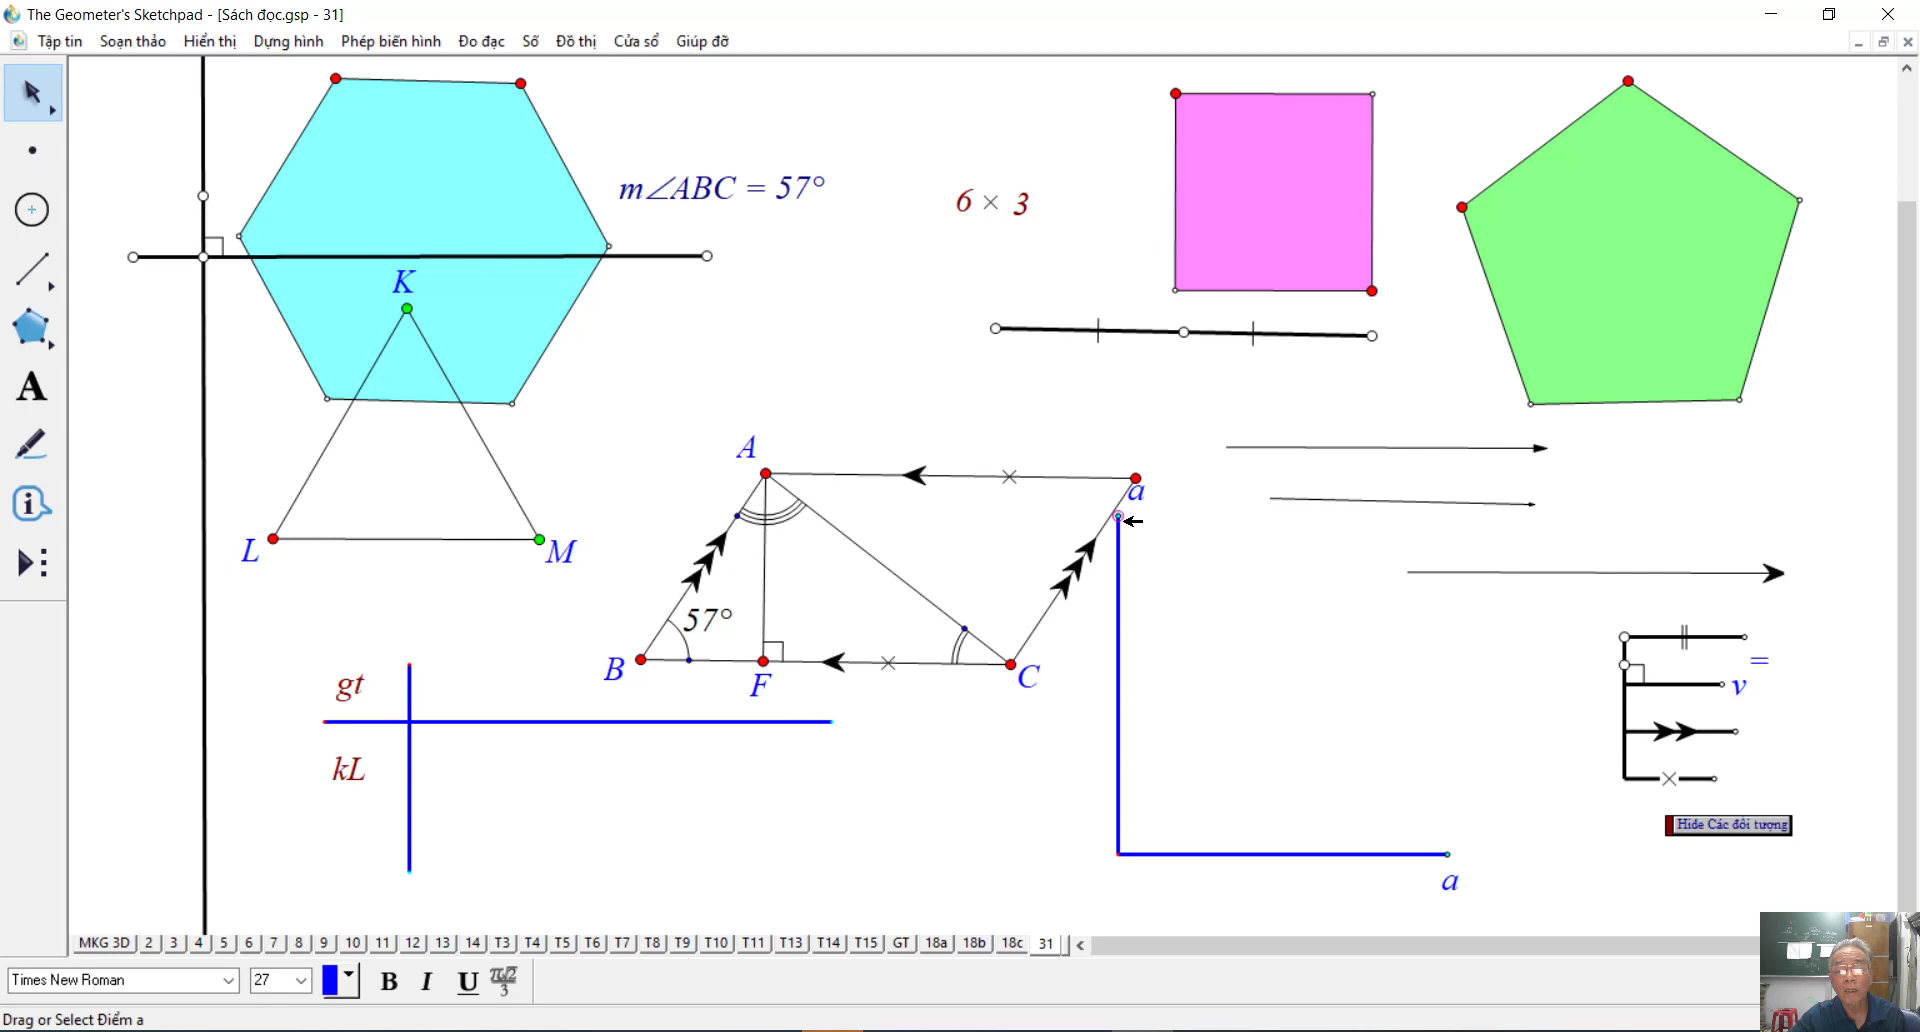 The Geometer's Sketchpad - [Sách đọc.gsp - 31]
Tập tin Soạn thảo Hiển thị Dựng hình Phép biến hình Đo đạc Số Đồ thị Cửa sổ Giúp đỡ
m∠ABC = 57°
6 × 3
K
A
A
a
L
M
57°
B
F
C
=
v
gt
kL
Hide Các đối tượng
a
MKG 3D 2 3 4 5 6 7 8 9 10 11 12 13 14 T3 T4 T5 T6 T7 T8 T9 T10 T11 T13 T14 T15 GT 18a 18b 18c 31
Times New Roman 27 B I U π√2/3
Drag or Select Điểm a